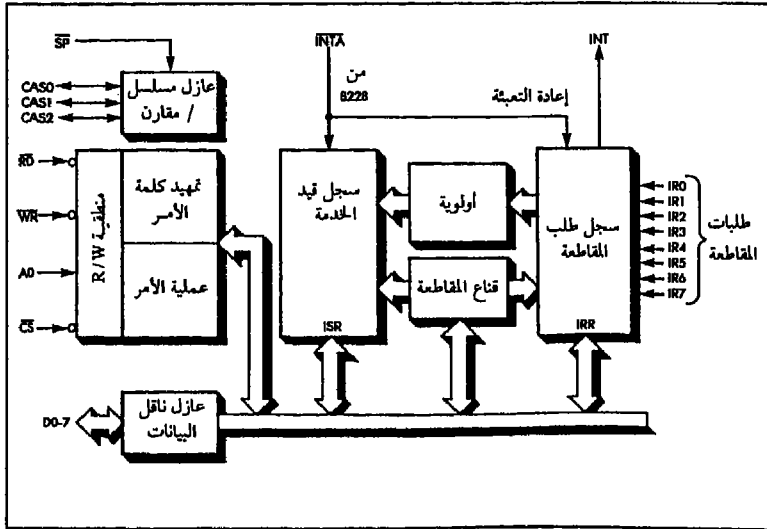 SP
INTA
INT
من
8228
إعادة التعبئة
CAS0
CAS1
CAS2
عازل مسلسل
/ مقارن
RD
WR
A0
CS
منطقية R/W
تمهيد كلمة
الأمر
عملية الأمر
سجل قيد
الخدمة
ISR
أولوية
قناع المقاطعة
سجل طلب
المقاطعة
IRR
IR0
IR1
IR2
IR3
IR4
IR5
IR6
IR7
طلبات
المقاطعة
D0-7
عازل ناقل
البيانات